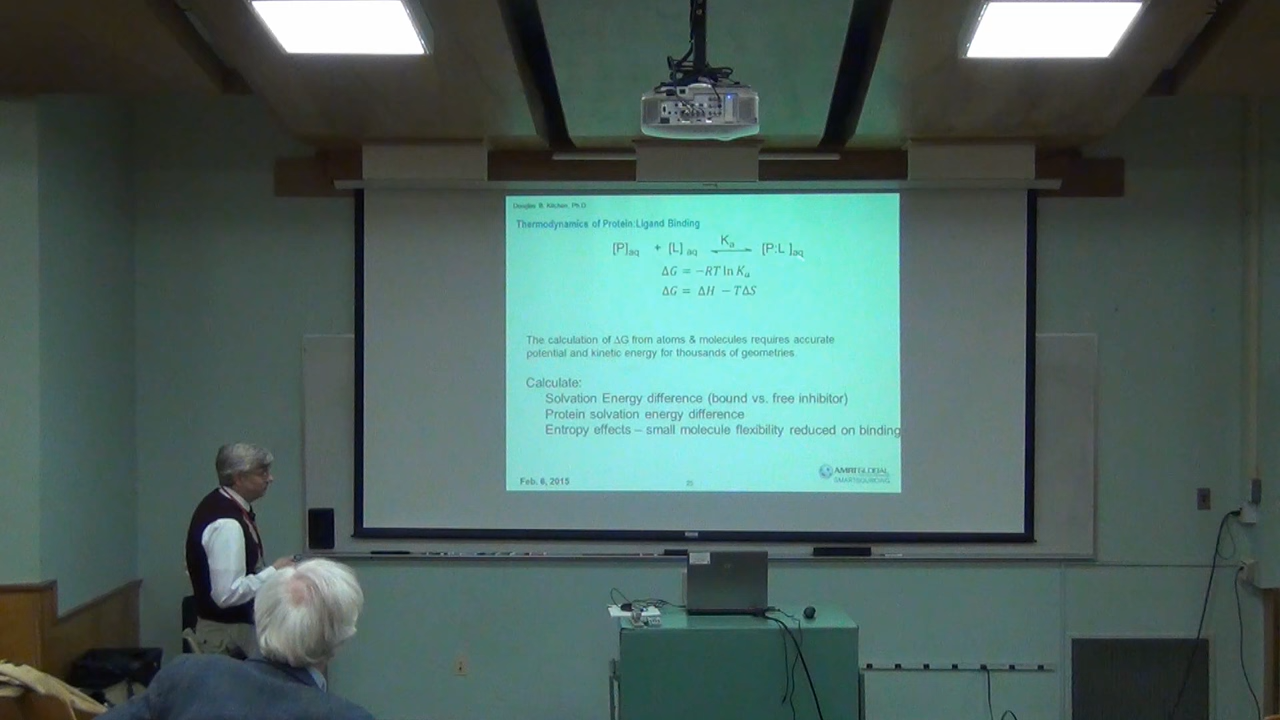 Douglas B. Kitchen, Ph.D.
Thermodynamics of Protein:Ligand Binding
[P]aq + [L] aq Ka [P:L ]aq
ΔG = −RT ln Ka
ΔG = ΔH − TΔS
The calculation of ΔG from atoms & molecules requires accurate
potential and kinetic energy for thousands of geometries
Calculate:
Solvation Energy difference (bound vs. free inhibitor)
Protein solvation energy difference
Entropy effects – small molecule flexibility reduced on binding
AMRI GLOBAL
SMARTSOURCING
Feb. 6, 2015
25